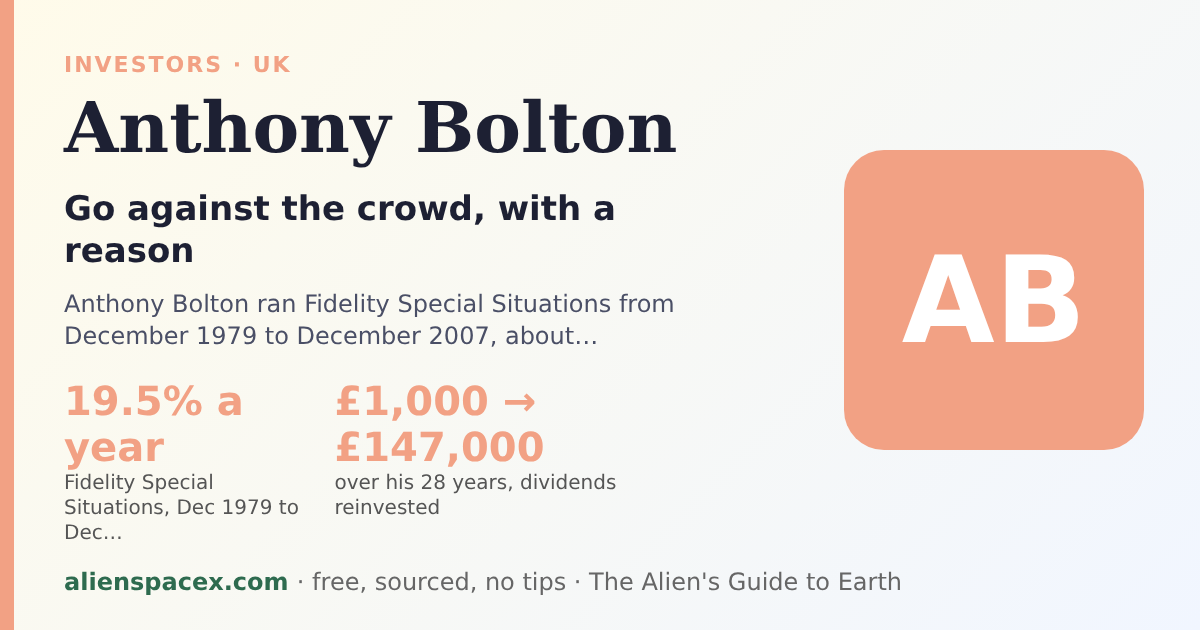 INVESTORS · UK
Anthony Bolton
Go against the crowd, with a
reason
Anthony Bolton ran Fidelity Special Situations from
December 1979 to December 2007, about…
19.5% a
year
Fidelity Special
Situations, Dec 1979 to
Dec…
£1,000 →
£147,000
over his 28 years, dividends
reinvested
AB
alienspacex.com · free, sourced, no tips · The Alien's Guide to Earth